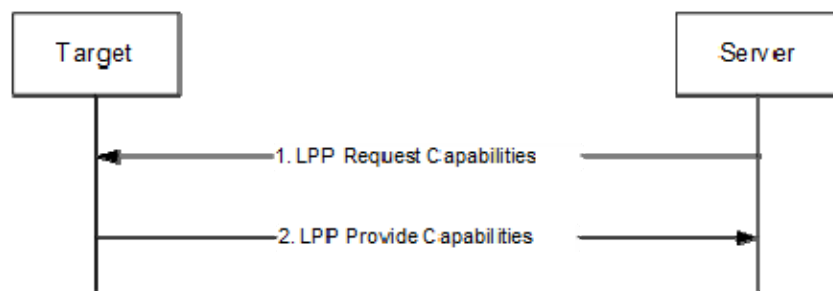 Target
Server
1. LPP Request Capabilities
2. LPP Provide Capabilities